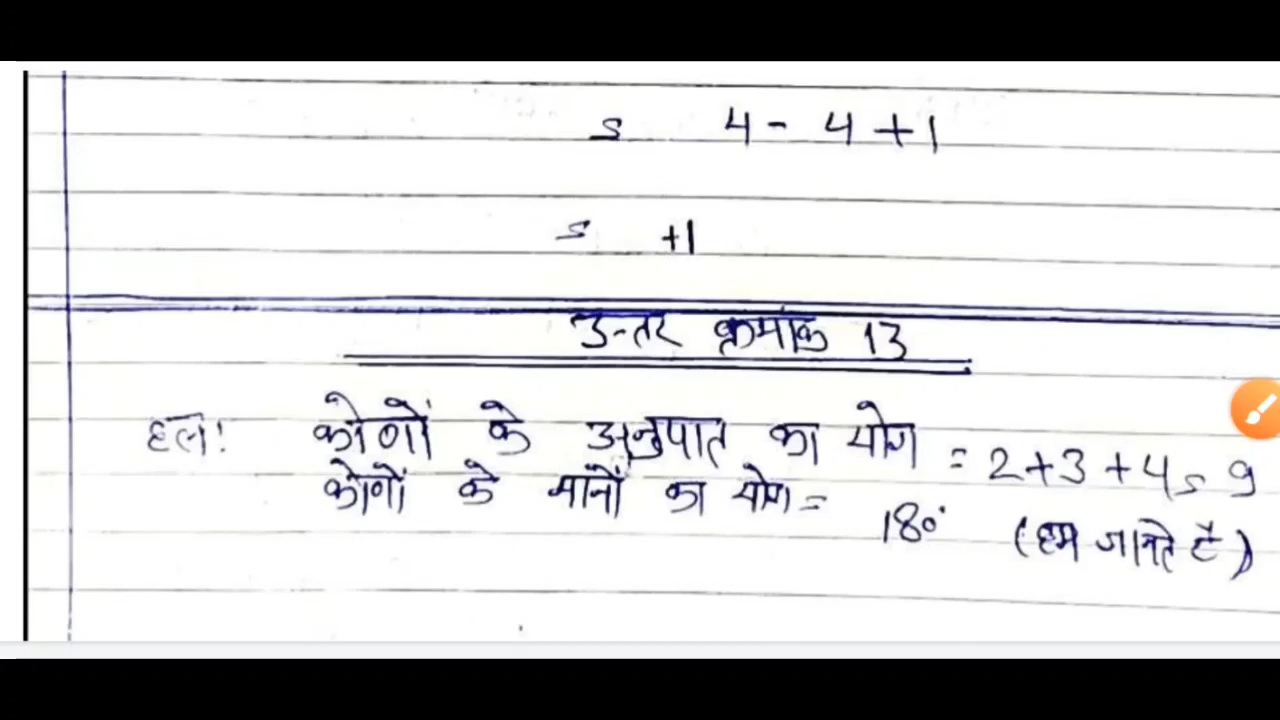 = 4 - 4 + 1
= +1
उत्तर क्रमांक 13
हल: कोणों के अनुपात का योग = 2+3+4 = 9
कोणों के मानों का योग = 180° (हम जानते हैं)